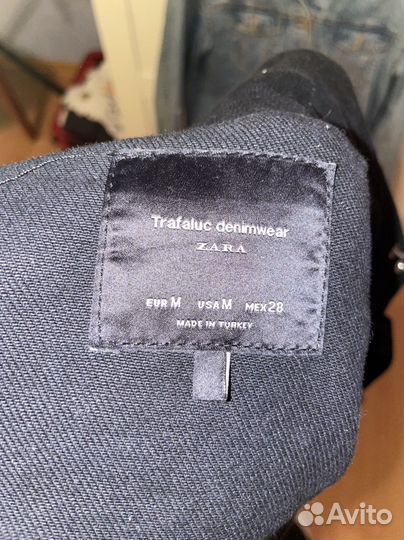 Trafaluc denimwear
ZARA
EUR M USA M MEX 28
MADE IN TURKEY
Avito